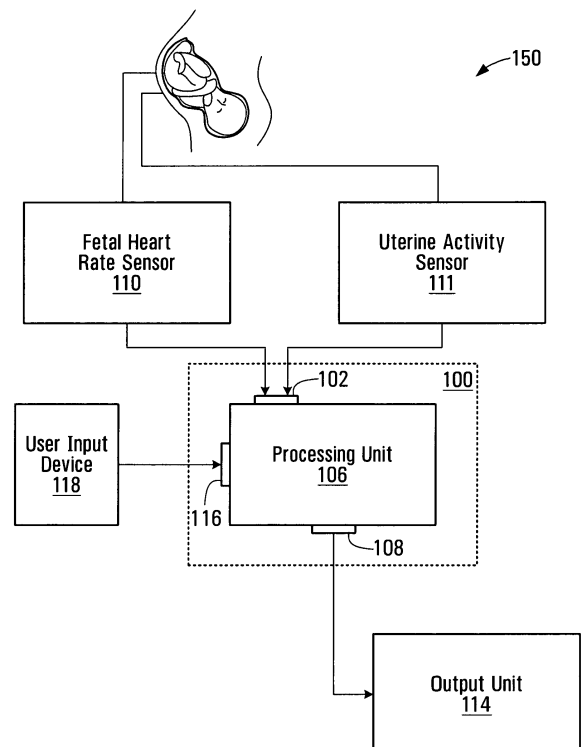 150
Fetal Heart
Rate Sensor
110
Uterine Activity
Sensor
111
102
100
User Input
Device
118
Processing Unit
106
116
108
Output Unit
114